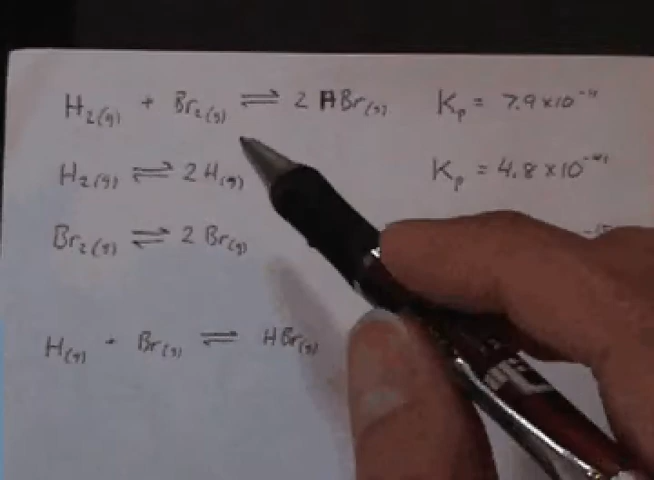 H₂(g) + Br₂(g) ⇌ 2 HBr(g) Kₚ = 7.9 × 10
H₂(g) ⇌ 2 H(g) Kₚ = 4.8 × 10
Br₂(g) ⇌ 2 Br(g)
H(g) + Br(g) ⇌ HBr(g)